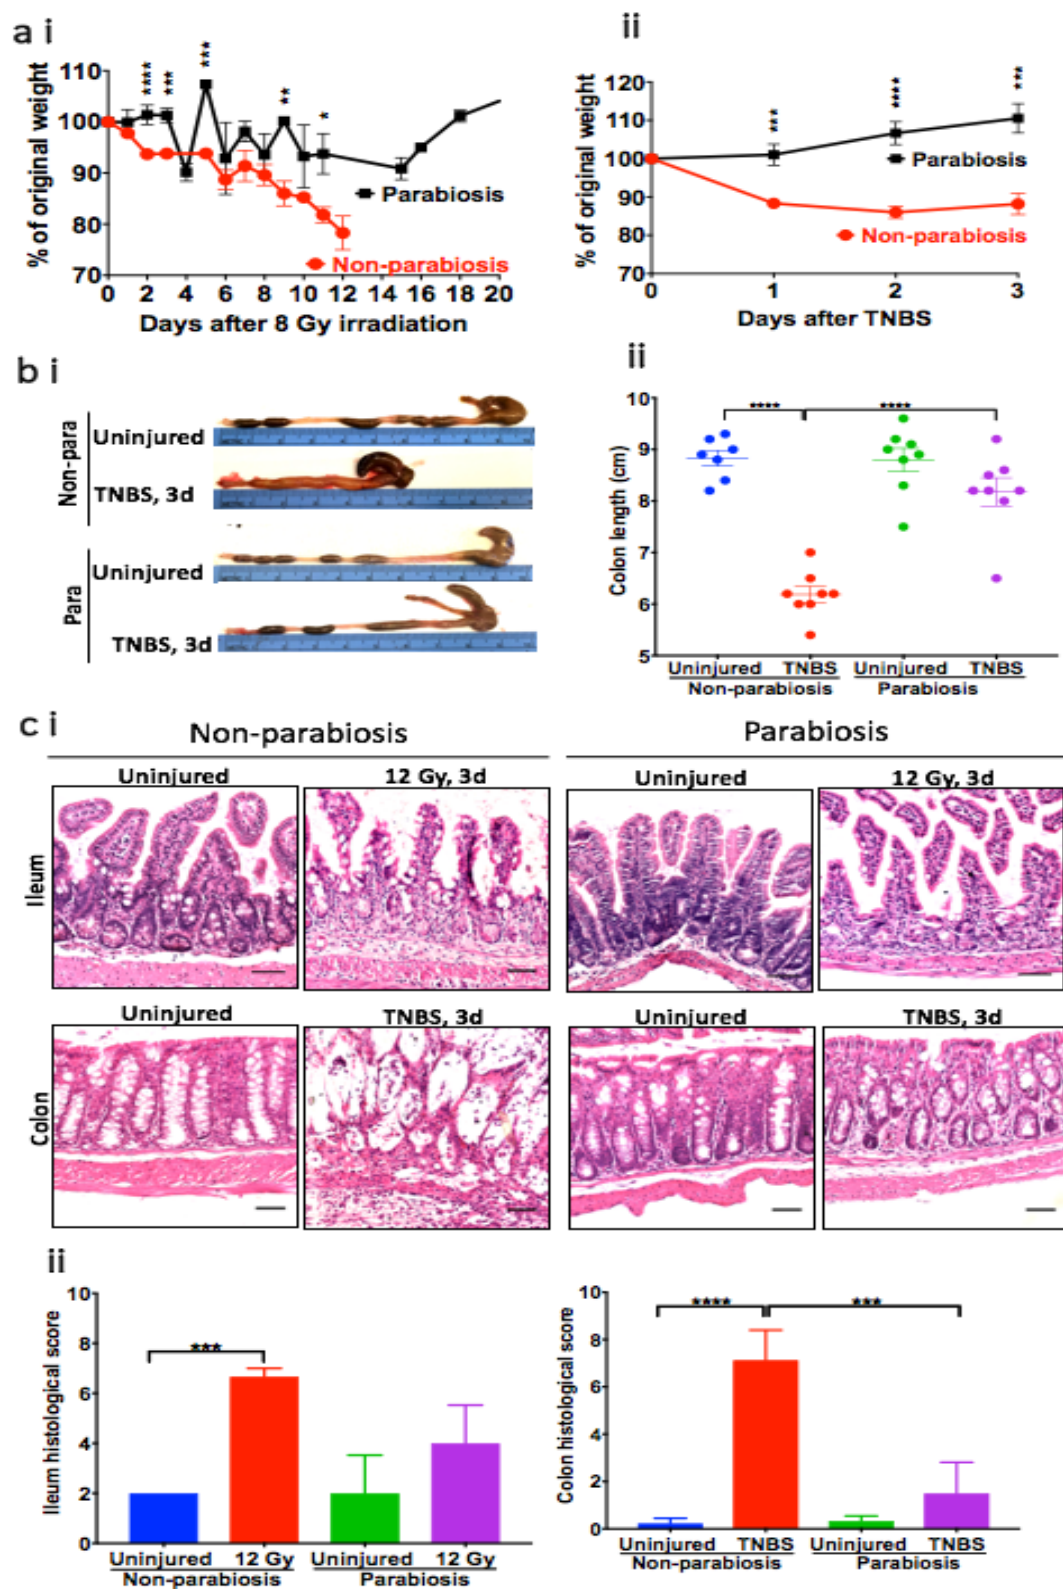 a i
ii
% of original weight
110
100
90
80
70
****
***
***
**
*
Parabiosis
Non-parabiosis
0 2 4 6 8 10 12 14 16 18 20
Days after 8 Gy irradiation
% of original weight
120
110
100
90
80
70
***
****
***
Parabiosis
Non-parabiosis
0 1 2 3
Days after TNBS
b i
ii
Non-para
Uninjured
TNBS, 3d
Para
Uninjured
TNBS, 3d
Colon length (cm)
9
8
7
6
5
**** ****
Uninjured TNBS Uninjured TNBS
Non-parabiosis Parabiosis
c i
Non-parabiosis Parabiosis
Uninjured 12 Gy, 3d Uninjured 12 Gy, 3d
Ileum
Uninjured TNBS, 3d Uninjured TNBS, 3d
Colon
ii
Ileum histological score
10
8
6
4
2
0
***
Uninjured 12 Gy Uninjured 12 Gy
Non-parabiosis Parabiosis
Colon histological score
10
8
6
4
2
0
**** ***
Uninjured TNBS Uninjured TNBS
Non-parabiosis Parabiosis